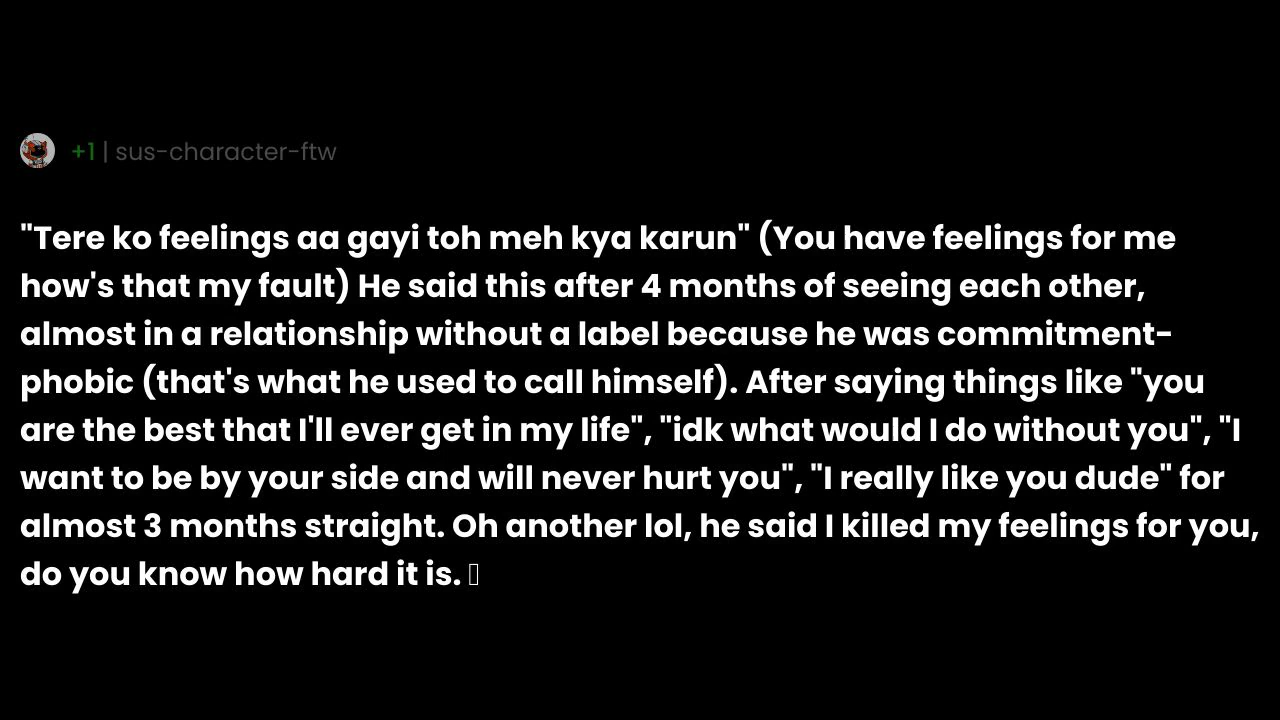 +1 | sus-character-ftw
"Tere ko feelings aa gayi toh meh kya karun" (You have feelings for me
how's that my fault) He said this after 4 months of seeing each other,
almost in a relationship without a label because he was commitment-
phobic (that's what he used to call himself). After saying things like "you
are the best that I'll ever get in my life", "idk what would I do without you", "I
want to be by your side and will never hurt you", "I really like you dude" for
almost 3 months straight. Oh another lol, he said I killed my feelings for you,
do you know how hard it is.